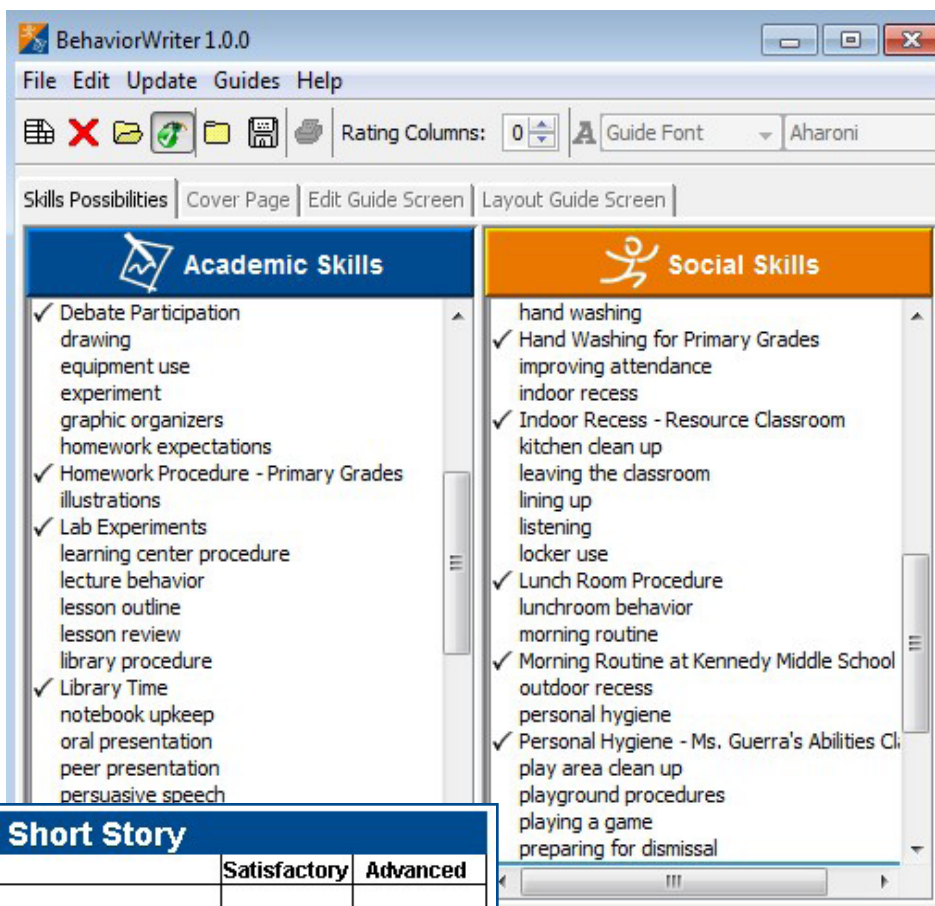 BehaviorWriter 1.0.0
File Edit Update Guides Help
Rating Columns: 0 A Guide Font Aharoni
Skills Possibilities Cover Page Edit Guide Screen Layout Guide Screen
Academic Skills
✓ Debate Participation
drawing
equipment use
experiment
graphic organizers
homework expectations
✓ Homework Procedure - Primary Grades
illustrations
✓ Lab Experiments
learning center procedure
lecture behavior
lesson outline
lesson review
library procedure
✓ Library Time
notebook upkeep
oral presentation
peer presentation
persuasive speech
Social Skills
hand washing
✓ Hand Washing for Primary Grades
improving attendance
indoor recess
✓ Indoor Recess - Resource Classroom
kitchen clean up
leaving the classroom
lining up
listening
locker use
✓ Lunch Room Procedure
lunchroom behavior
morning routine
✓ Morning Routine at Kennedy Middle School
outdoor recess
personal hygiene
✓ Personal Hygiene - Ms. Guerra's Abilities Cl
play area clean up
playground procedures
playing a game
preparing for dismissal
Short Story
Satisfactory Advanced